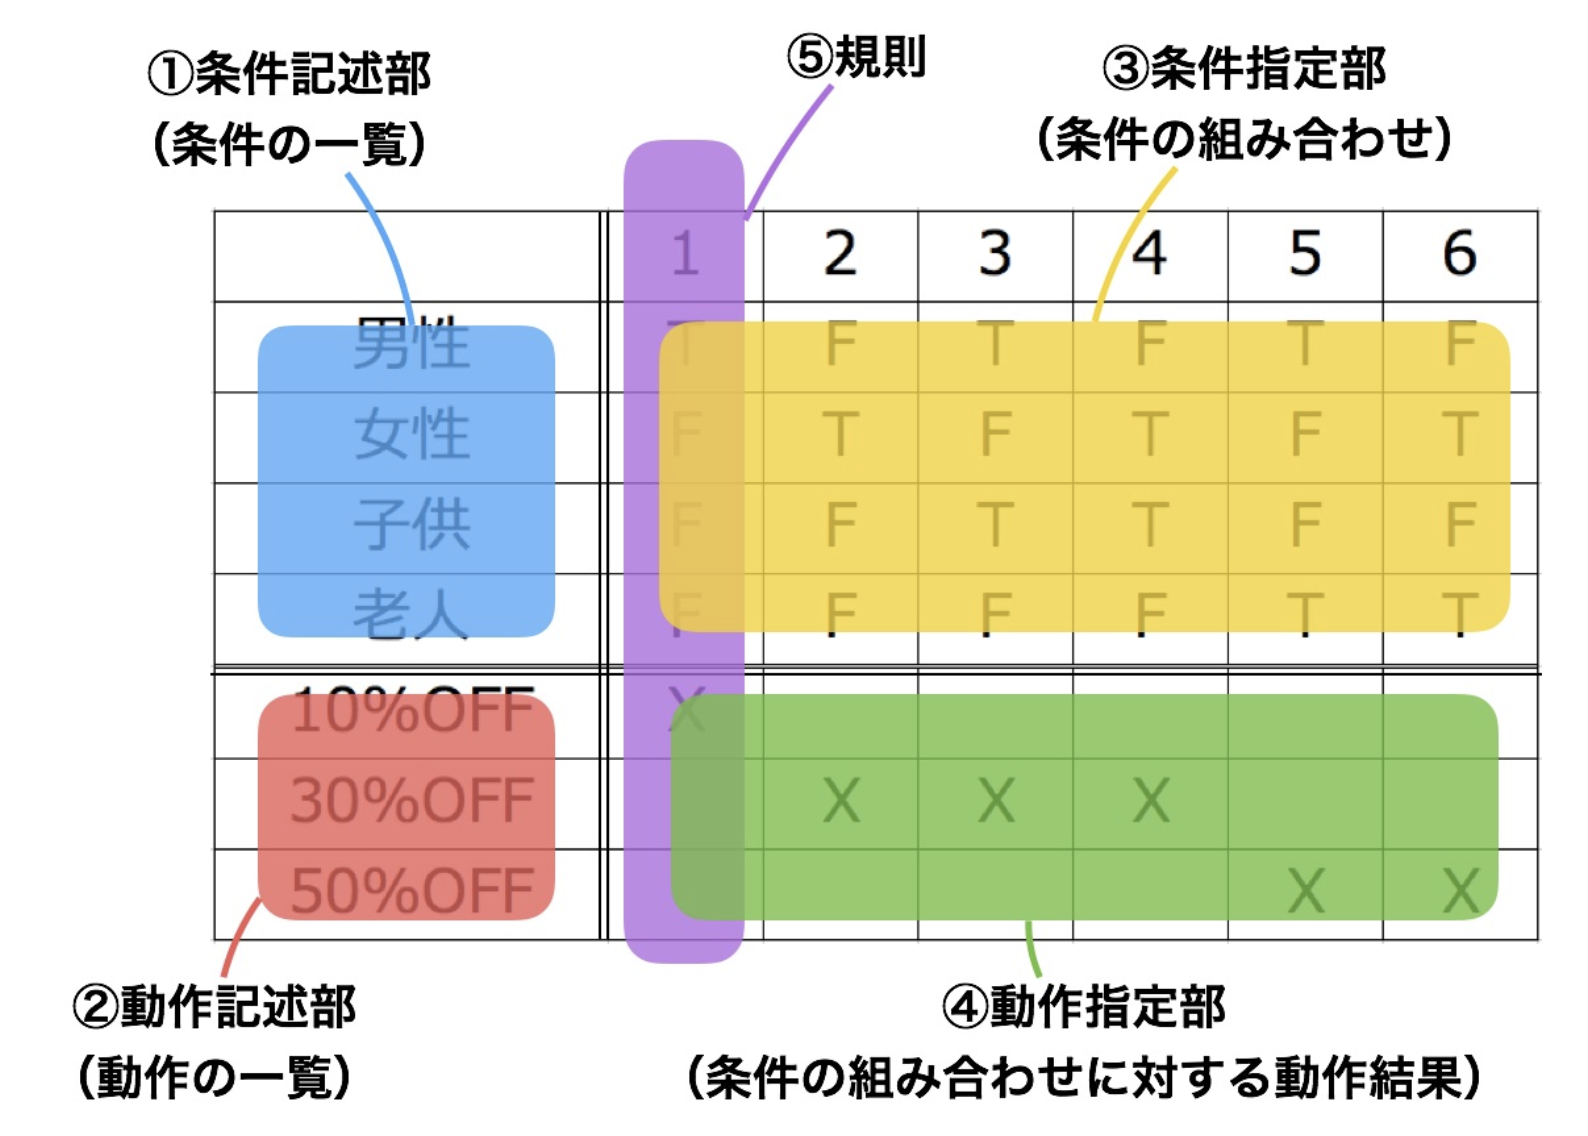 ①条件記述部
（条件の一覧）
⑤規則
③条件指定部
（条件の組み合わせ）
1 2 3 4 5 6
男性 T F T F T F
女性 F T F T F T
子供 F F T T F F
老人 F F F F T T
10%OFF X
30%OFF X X X
50%OFF X X
②動作記述部
（動作の一覧）
④動作指定部
（条件の組み合わせに対する動作結果）